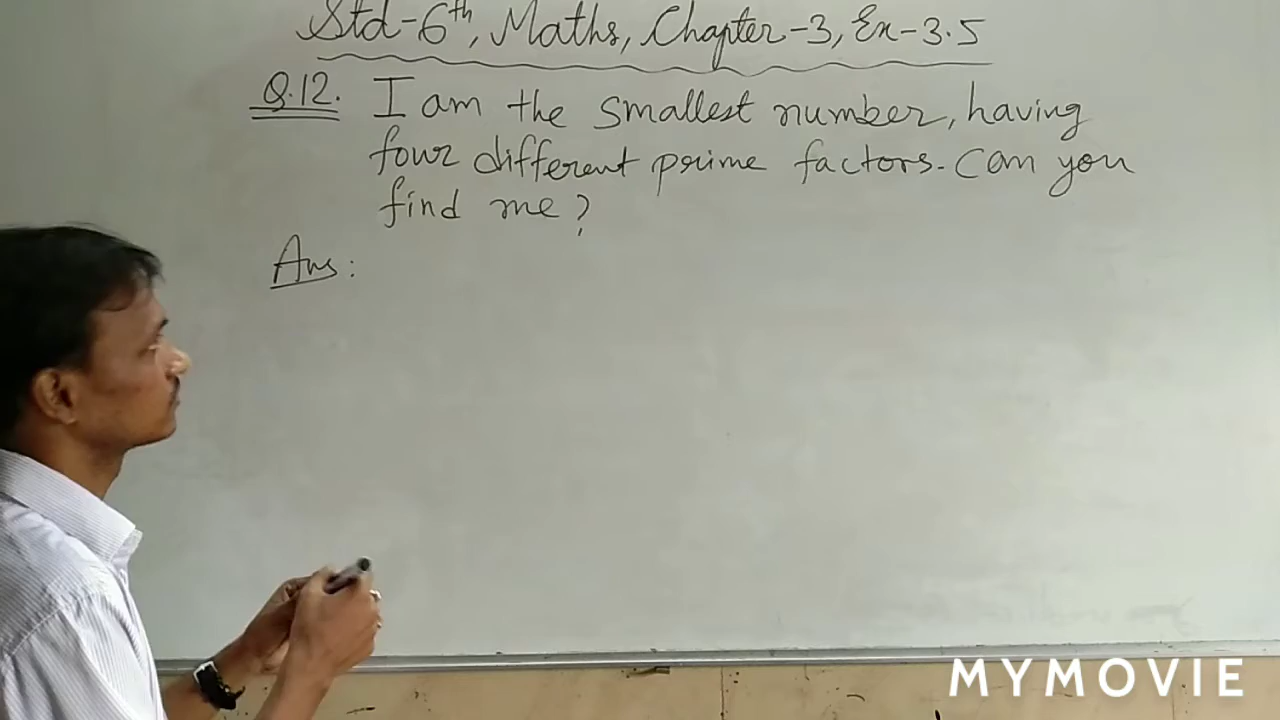 Std-6th, Maths, Chapter-3, Ex-3.5
Q.12. I am the smallest number, having
four different prime factors. Can you
find me?
Ans:
MYMOVIE